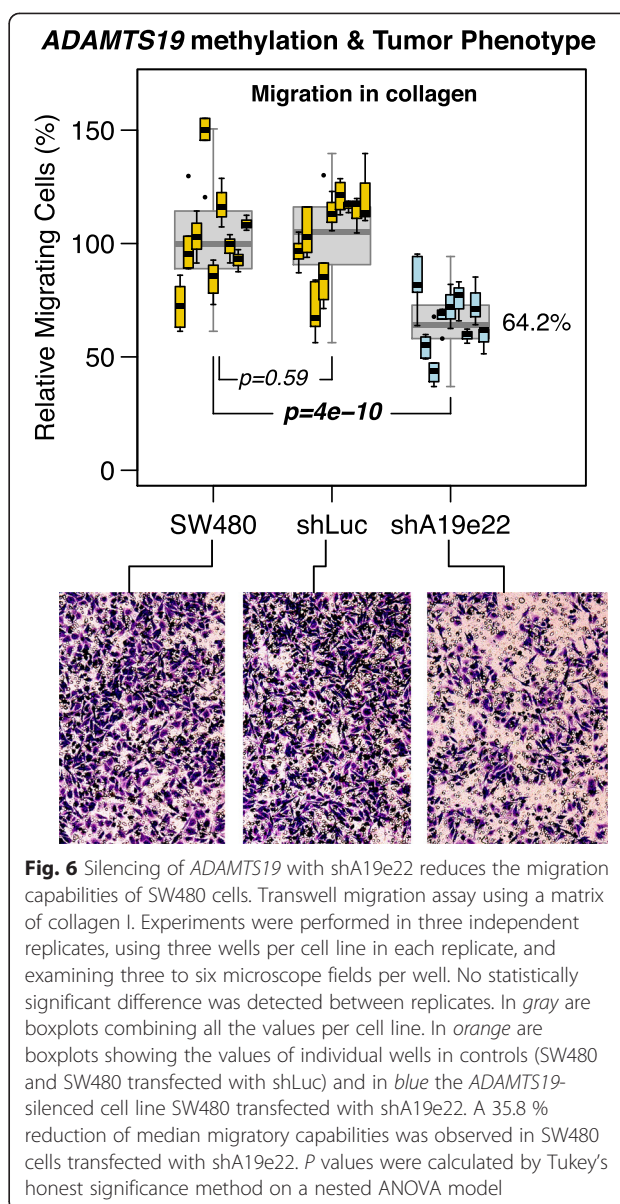 ADAMTS19 methylation & Tumor Phenotype
Migration in collagen
Relative Migrating Cells (%)
150
100
50
0
64.2%
p=0.59
p=4e−10
SW480 shLuc shA19e22
Fig. 6 Silencing of ADAMTS19 with shA19e22 reduces the migration
capabilities of SW480 cells. Transwell migration assay using a matrix
of collagen I. Experiments were performed in three independent
replicates, using three wells per cell line in each replicate, and
examining three to six microscope fields per well. No statistically
significant difference was detected between replicates. In gray are
boxplots combining all the values per cell line. In orange are
boxplots showing the values of individual wells in controls (SW480
and SW480 transfected with shLuc) and in blue the ADAMTS19-
silenced cell line SW480 transfected with shA19e22. A 35.8 %
reduction of median migratory capabilities was observed in SW480
cells transfected with shA19e22. P values were calculated by Tukey's
honest significance method on a nested ANOVA model